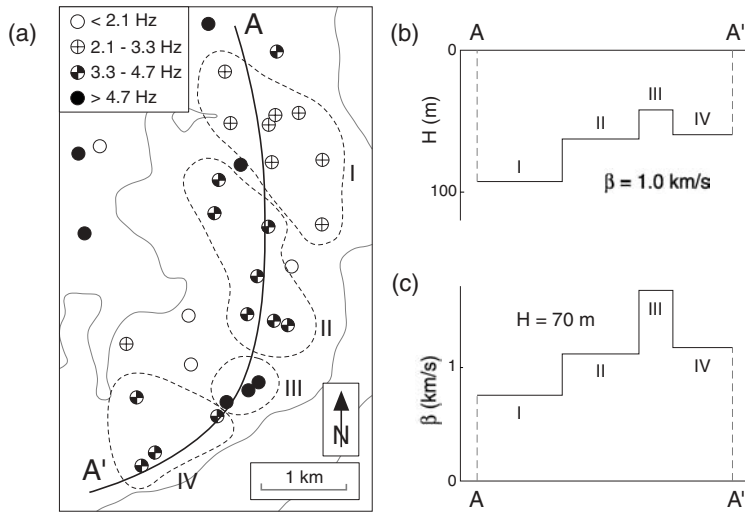 (a)
< 2.1 Hz
2.1 - 3.3 Hz
3.3 - 4.7 Hz
> 4.7 Hz
A
I
II
III
IV
A'
N
1 km
(b)
A
A'
0
H (m)
100
I
II
III
IV
β = 1.0 km/s
(c)
β (km/s)
1
0
H = 70 m
I
II
III
IV
A
A'